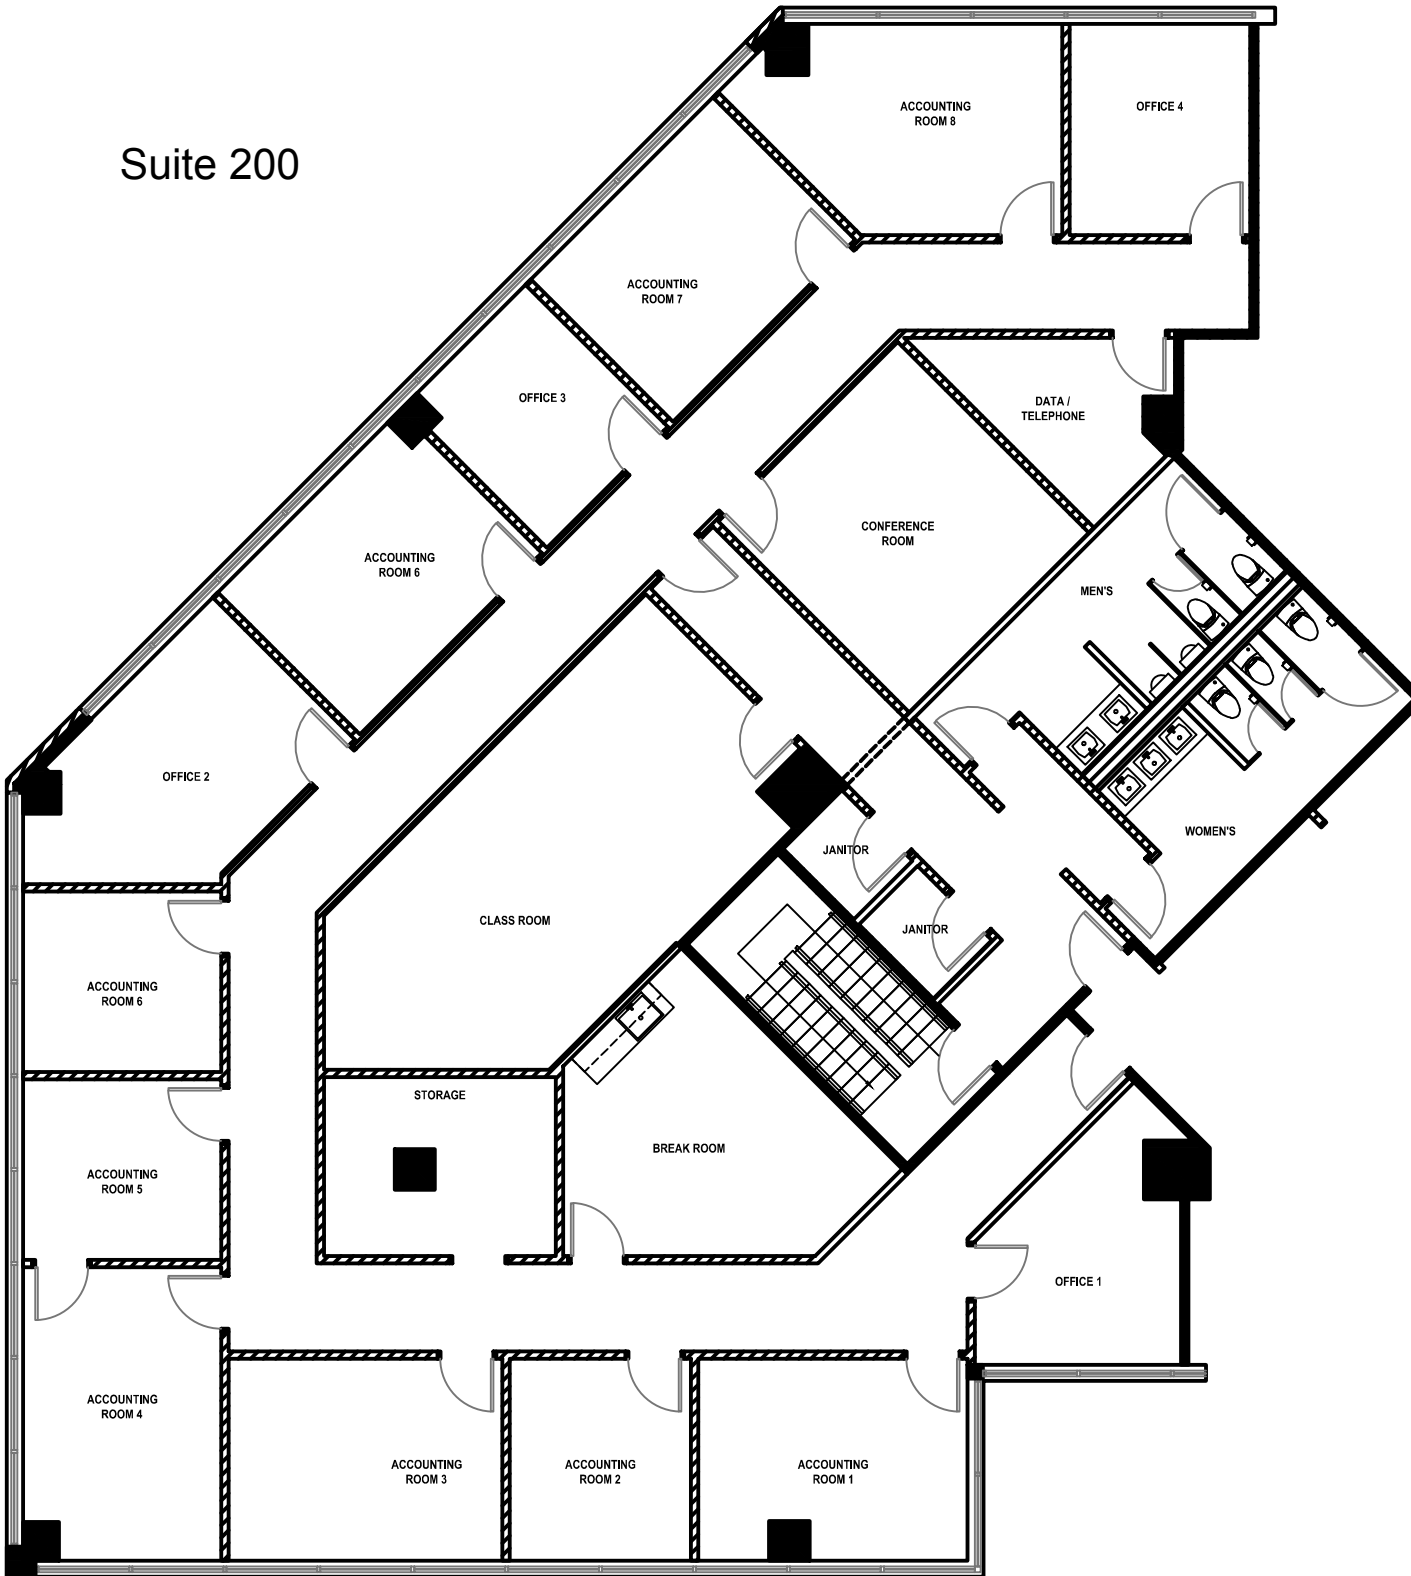 Suite 200
ACCOUNTING
ROOM 8
OFFICE 4
ACCOUNTING
ROOM 7
OFFICE 3
DATA /
TELEPHONE
CONFERENCE
ROOM
ACCOUNTING
ROOM 6
MEN'S
OFFICE 2
WOMEN'S
JANITOR
CLASS ROOM
JANITOR
ACCOUNTING
ROOM 6
STORAGE
BREAK ROOM
ACCOUNTING
ROOM 5
OFFICE 1
ACCOUNTING
ROOM 4
ACCOUNTING
ROOM 3
ACCOUNTING
ROOM 2
ACCOUNTING
ROOM 1